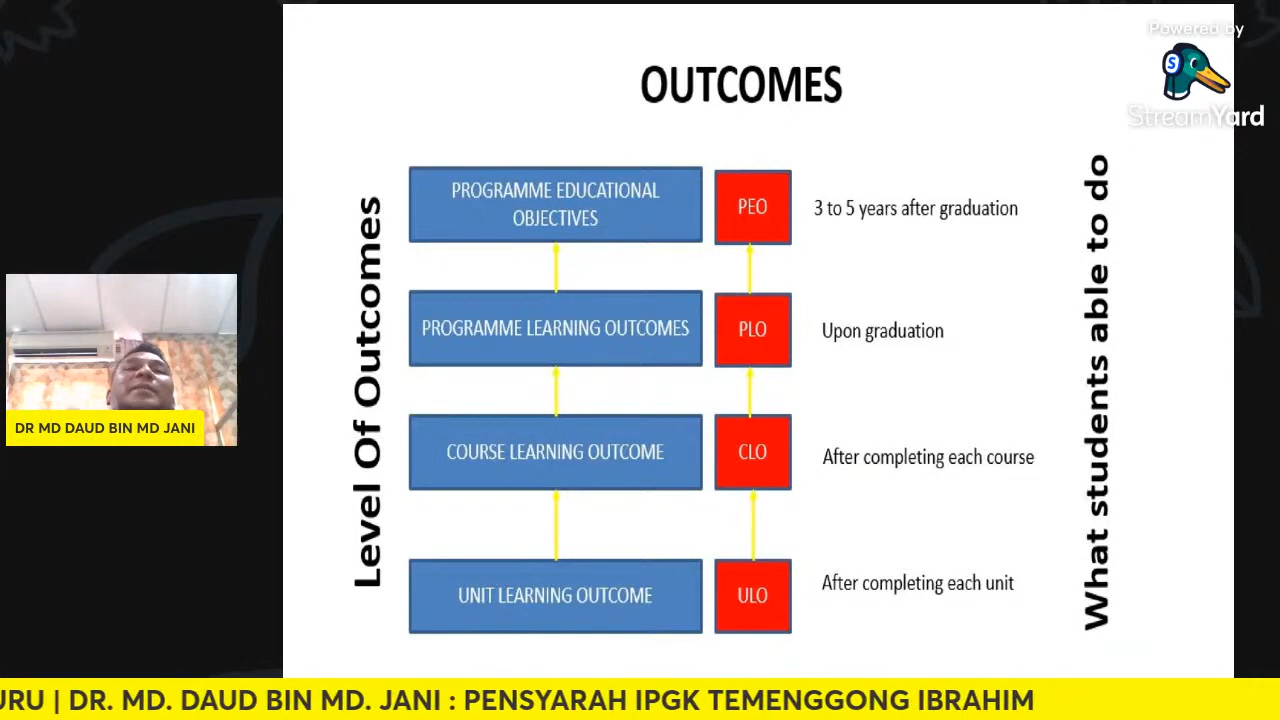 Powered by
StreamYard
OUTCOMES
Level Of Outcomes
PROGRAMME EDUCATIONAL
OBJECTIVES
PEO
3 to 5 years after graduation
PROGRAMME LEARNING OUTCOMES
PLO
Upon graduation
COURSE LEARNING OUTCOME
CLO
After completing each course
UNIT LEARNING OUTCOME
ULO
After completing each unit
What students able to do
DR MD DAUD BIN MD JANI
| DR. MD. DAUD BIN MD. JANI : PENSYARAH IPGK TEMENGGONG IBRAHIM